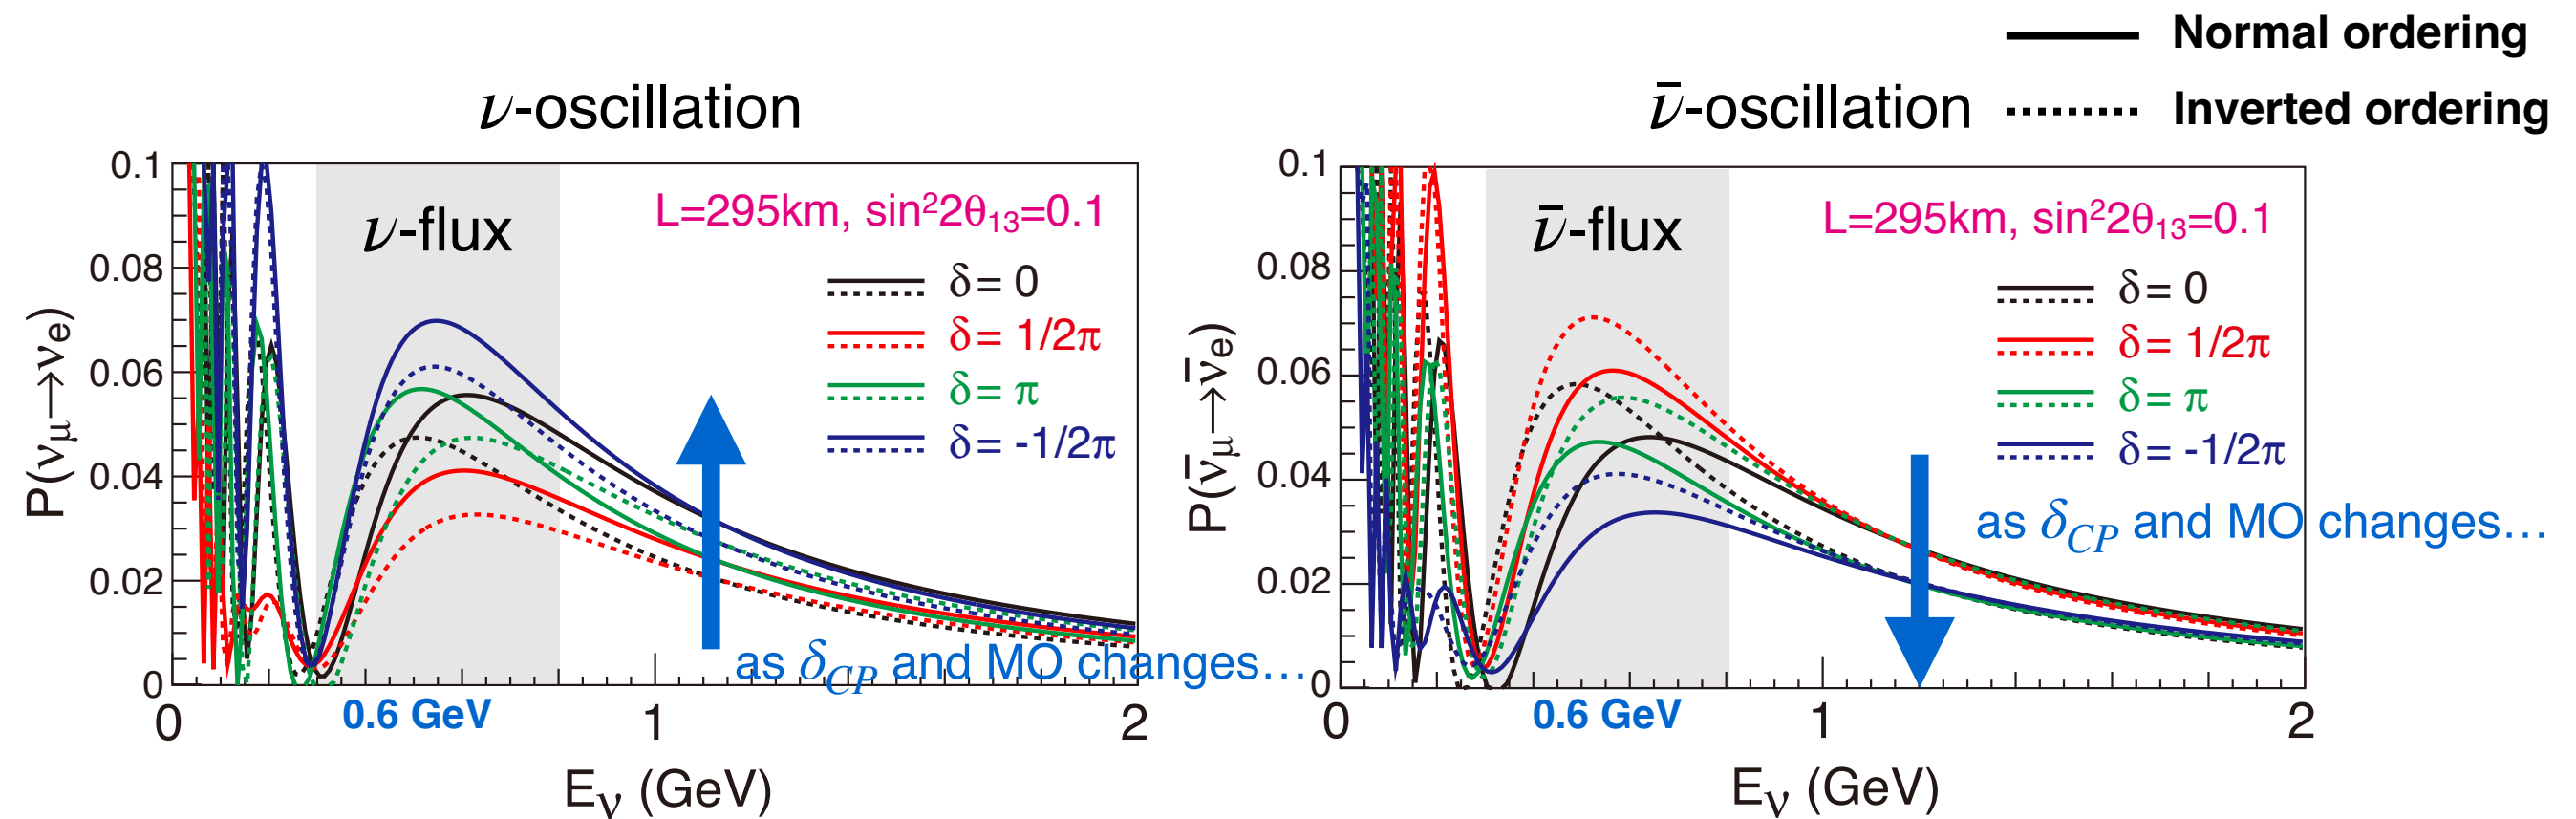 Normal ordering
Inverted ordering
ν-oscillation
0.1
0.08
0.06
0.04
0.02
0
P(νμ→νe)
ν-flux
L=295km, sin²2θ₁₃=0.1
δ = 0
δ = 1/2π
δ = π
δ = -1/2π
as δCP and MO changes…
0 0.6 GeV 1 2
Eν (GeV)
ν̄-oscillation
0.1
0.08
0.06
0.04
0.02
0
P(ν̄μ→ν̄e)
ν̄-flux
L=295km, sin²2θ₁₃=0.1
δ = 0
δ = 1/2π
δ = π
δ = -1/2π
as δCP and MO changes…
0 0.6 GeV 1 2
Eν (GeV)